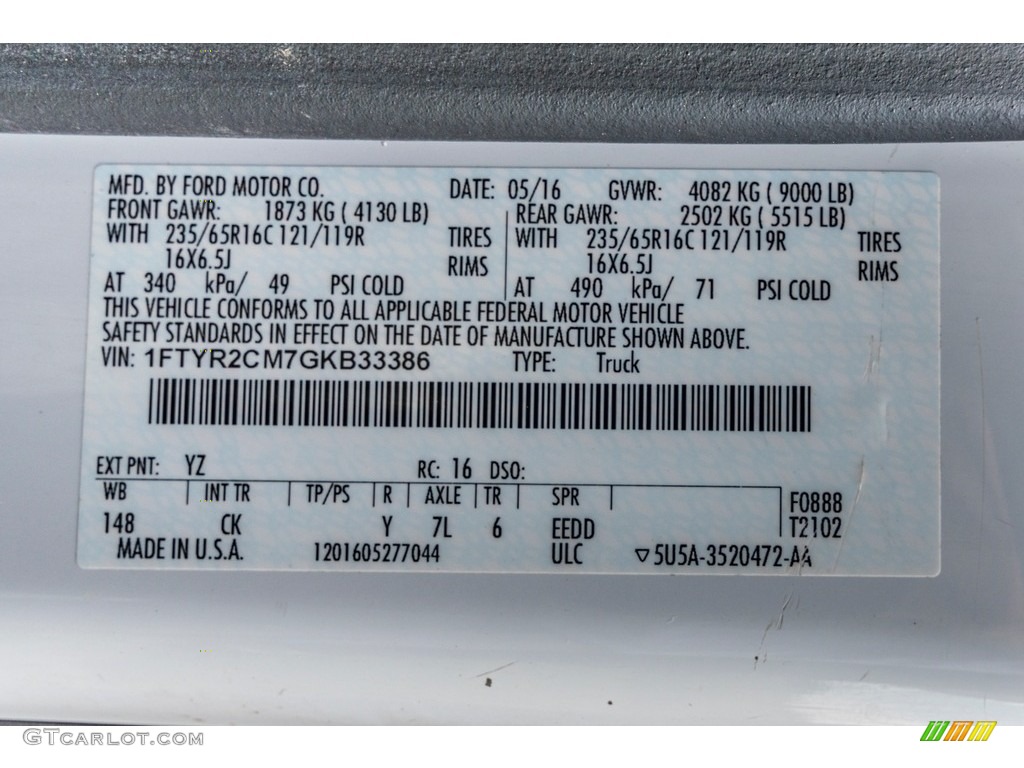 MFD. BY FORD MOTOR CO. DATE: 05/16 GVWR: 4082 KG ( 9000 LB)
FRONT GAWR: 1873 KG ( 4130 LB) REAR GAWR: 2502 KG ( 5515 LB)
WITH 235/65R16C 121/119R TIRES WITH 235/65R16C 121/119R TIRES
16X6.5J RIMS 16X6.5J RIMS
AT 340 kPa/ 49 PSI COLD AT 490 kPa/ 71 PSI COLD
THIS VEHICLE CONFORMS TO ALL APPLICABLE FEDERAL MOTOR VEHICLE
SAFETY STANDARDS IN EFFECT ON THE DATE OF MANUFACTURE SHOWN ABOVE.
VIN: 1FTYR2CM7GKB33386 TYPE: Truck
EXT PNT: YZ RC: 16 DSO:
WB INT TR TP/PS R AXLE TR SPR F0888
148 CK Y 7L 6 EEDD T2102
MADE IN U.S.A. 1201605277044 ULC ▽5U5A-3520472-AA
GTCarlot.com